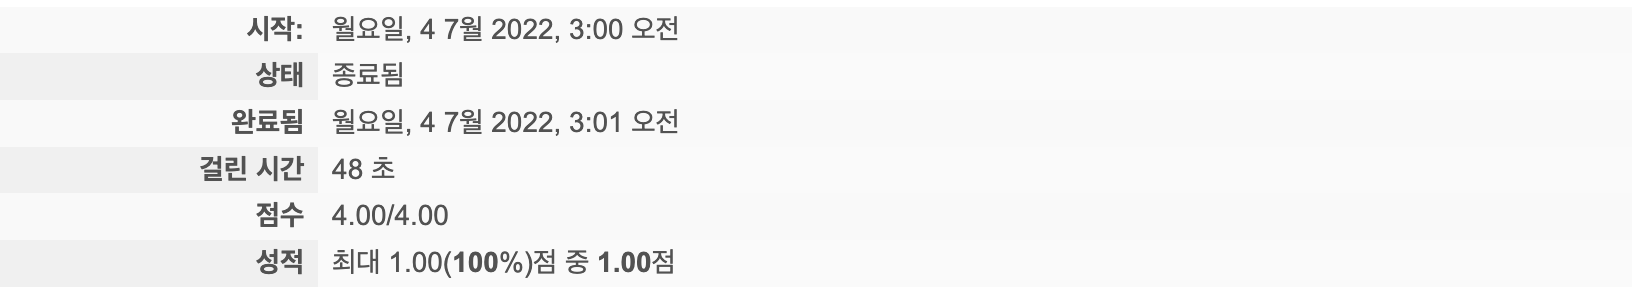 시작: 월요일, 4 7월 2022, 3:00 오전
상태 종료됨
완료됨 월요일, 4 7월 2022, 3:01 오전
걸린 시간 48 초
점수 4.00/4.00
성적 최대 1.00(100%)점 중 1.00점